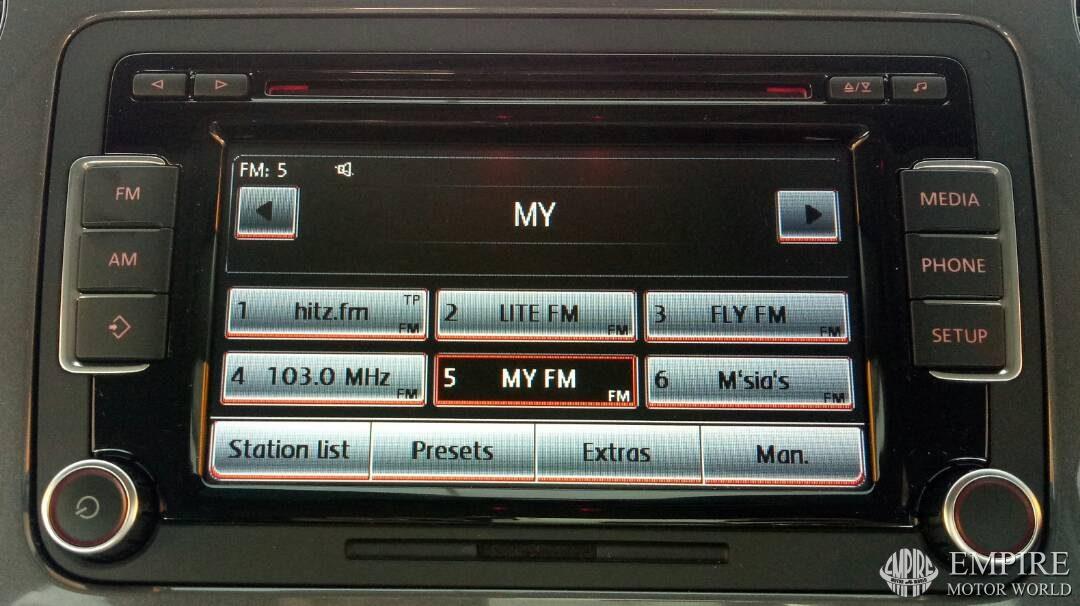 FM: 5
MY
FM
AM
MEDIA
PHONE
SETUP
1 hitz.fm TP FM
2 LITE FM FM
3 FLY FM FM
4 103.0 MHz FM
5 MY FM FM
6 M'sia's FM
Station list Presets Extras Man.
EMPIRE
EMPIRE
MOTOR WORLD